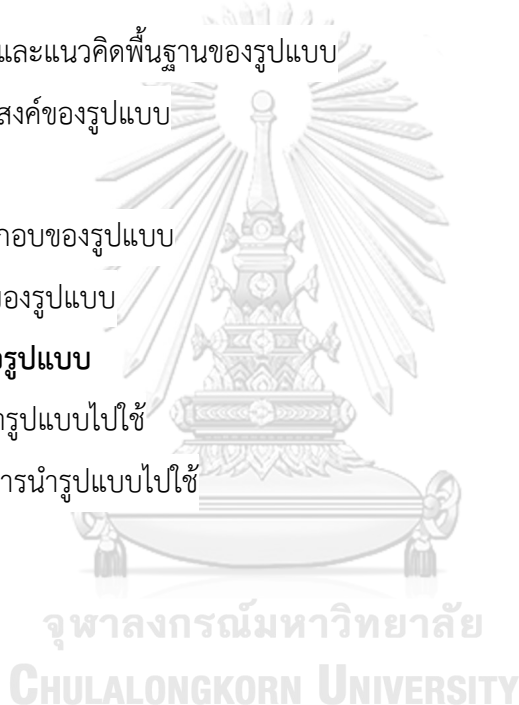 และแนวคิดพื้นฐานของรูปแบบ
สงค์ของรูปแบบ
กอบของรูปแบบ
ของรูปแบบ
รูปแบบ
รูปแบบไปใช้
ารนำรูปแบบไปใช้
จุฬาลงกรณ์มหาวิทยาลัย
CHULALONGKORN UNIVERSITY